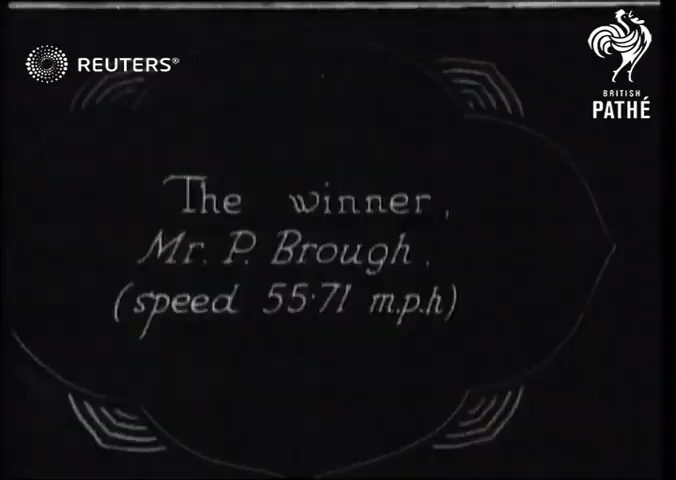 REUTERS®
BRITISH
PATHÉ
The winner,
Mr. P. Brough.
(speed 55·71 m.p.h)